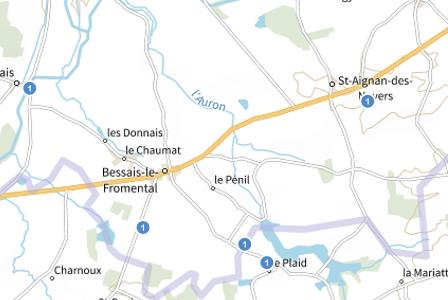 l'Auron
ais
1
St-Aignan-des-
Noyers
1
les Donnais
le Chaumat
Bessais-le-
Fromental
le Pénil
1
1
1
e Plaid
Charnoux
la Mariatt